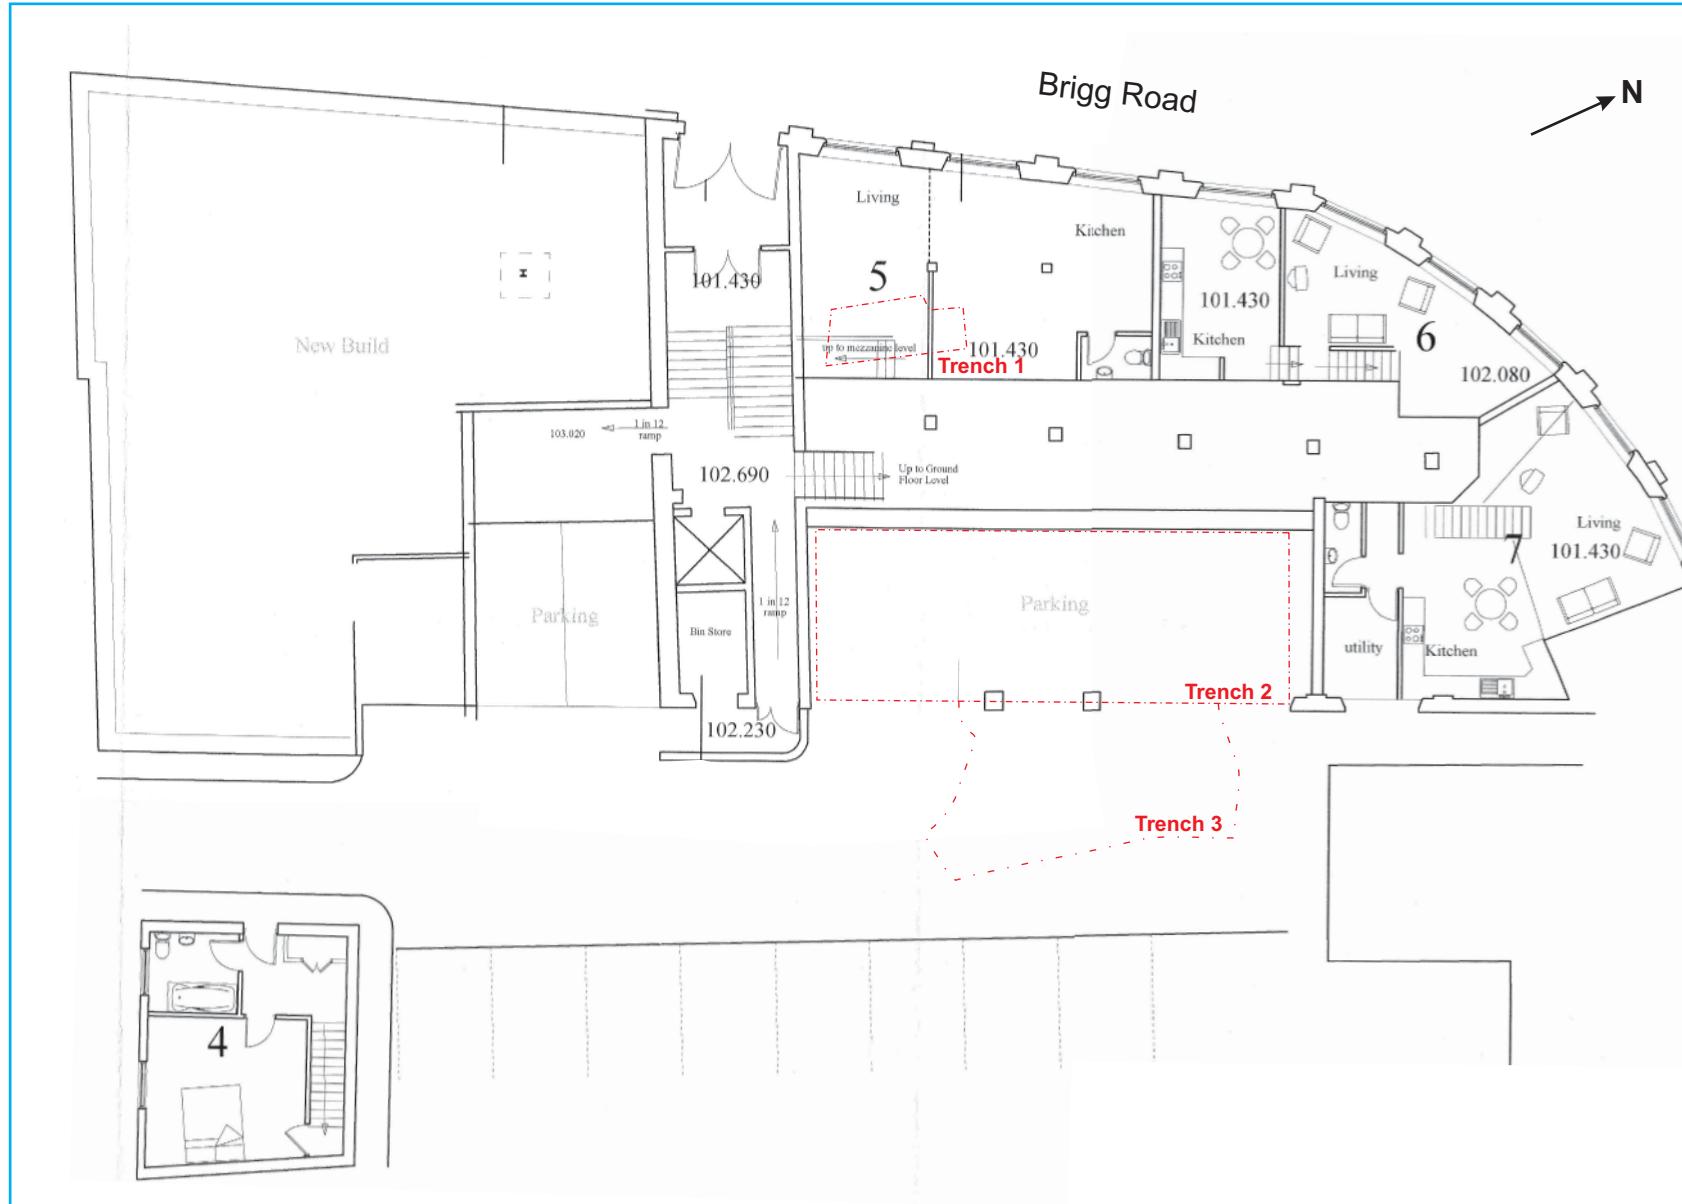 Brigg Road
N
Living
Kitchen
5
101.430
101.430
Living
6
Kitchen
New Build
up to mezzanine level
101.430
Trench 1
102.080
103.020
1 in 12
ramp
102.690
Up to Ground
Floor Level
Living
7
101.430
Parking
Parking
1 in 12
ramp
Bin Store
utility
Kitchen
Trench 2
102.230
Trench 3
4